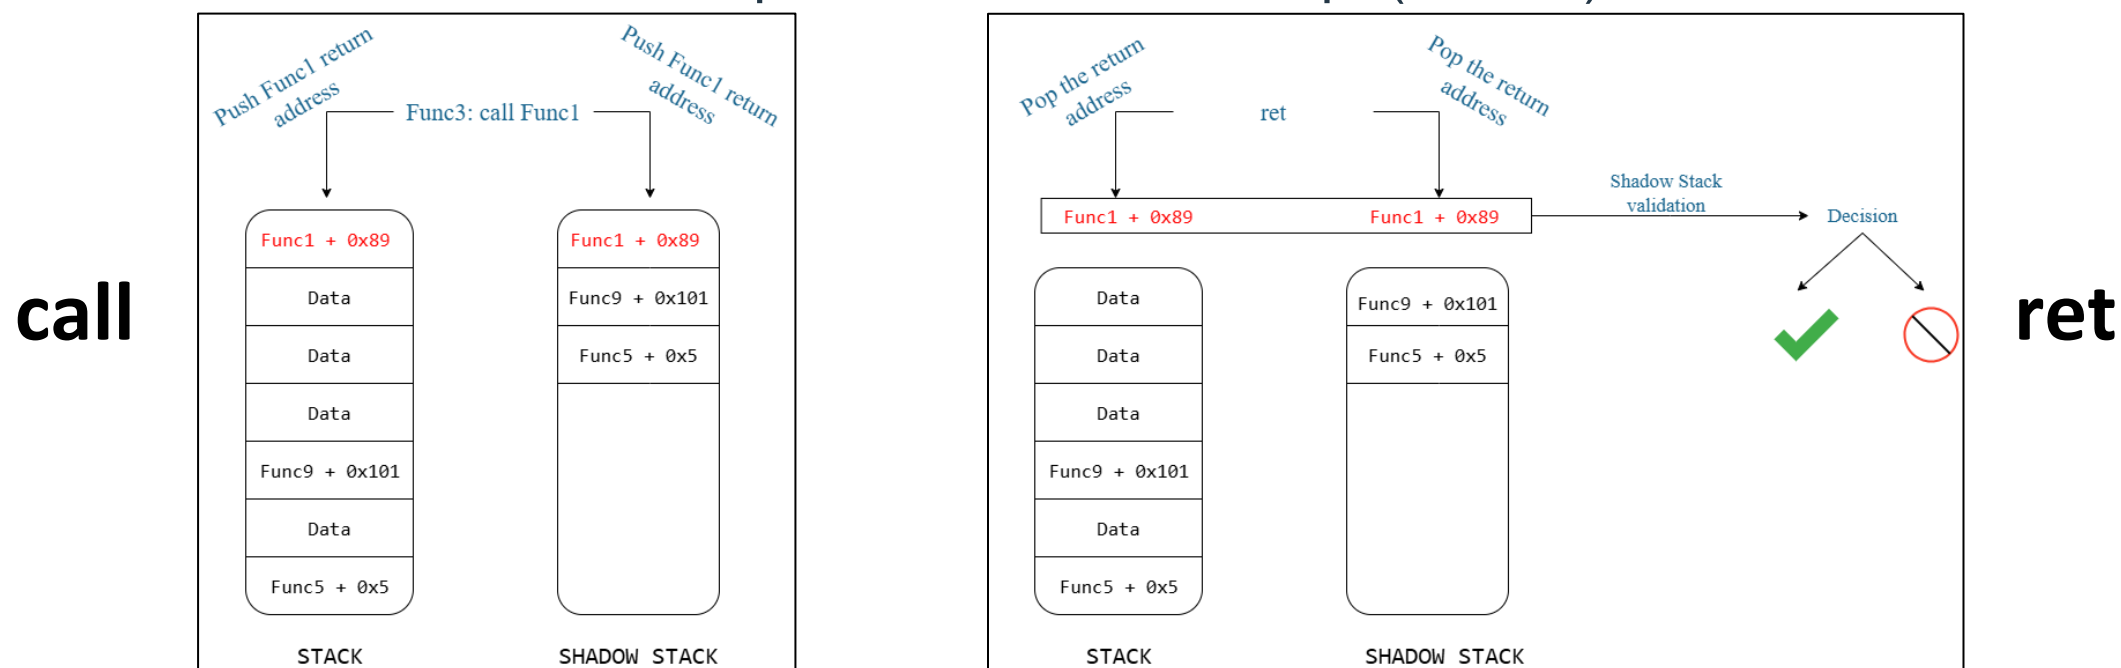 call
Push Func1 return
address
Func3: call Func1
Push Func1 return
address
Func1 + 0x89
Data
Data
Data
Func9 + 0x101
Data
Func5 + 0x5
STACK
Func1 + 0x89
Func9 + 0x101
Func5 + 0x5
SHADOW STACK
Pop the return
address
ret
Pop the return
address
Func1 + 0x89
Func1 + 0x89
Shadow Stack
validation
Decision
Data
Data
Data
Func9 + 0x101
Data
Func5 + 0x5
STACK
Func9 + 0x101
Func5 + 0x5
SHADOW STACK
ret